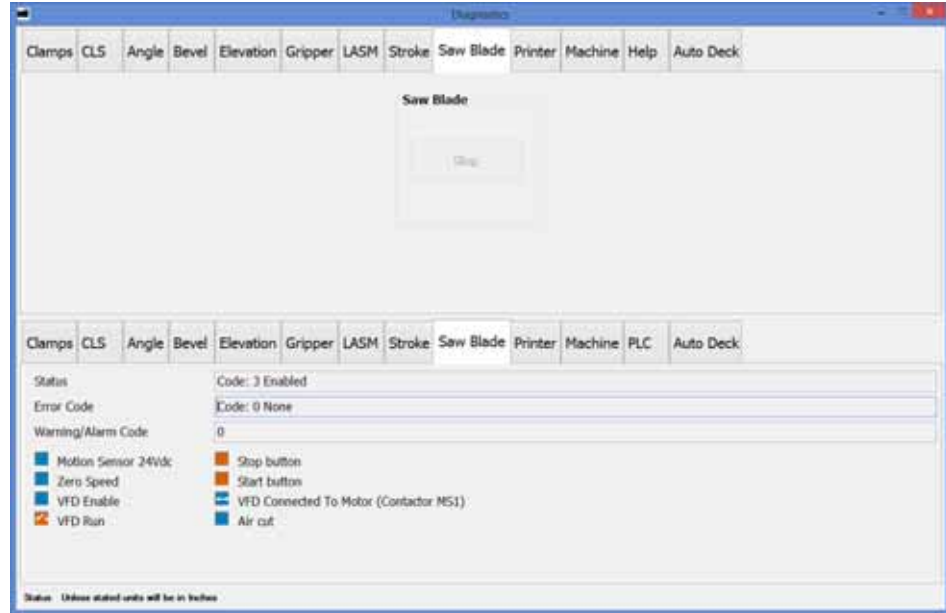 Diagnostics
Clamps CLS Angle Bevel Elevation Gripper LASM Stroke Saw Blade Printer Machine Help Auto Deck
Saw Blade
Stop
Clamps CLS Angle Bevel Elevation Gripper LASM Stroke Saw Blade Printer Machine PLC Auto Deck
Status Code: 3 Enabled
Error Code Code: 0 None
Warning/Alarm Code 0
Motion Sensor 24Vdc Stop button
Zero Speed Start button
VFD Enable VFD Connected To Motor (Contactor MS1)
VFD Run Air cut
Status Unless stated units will be in Inches